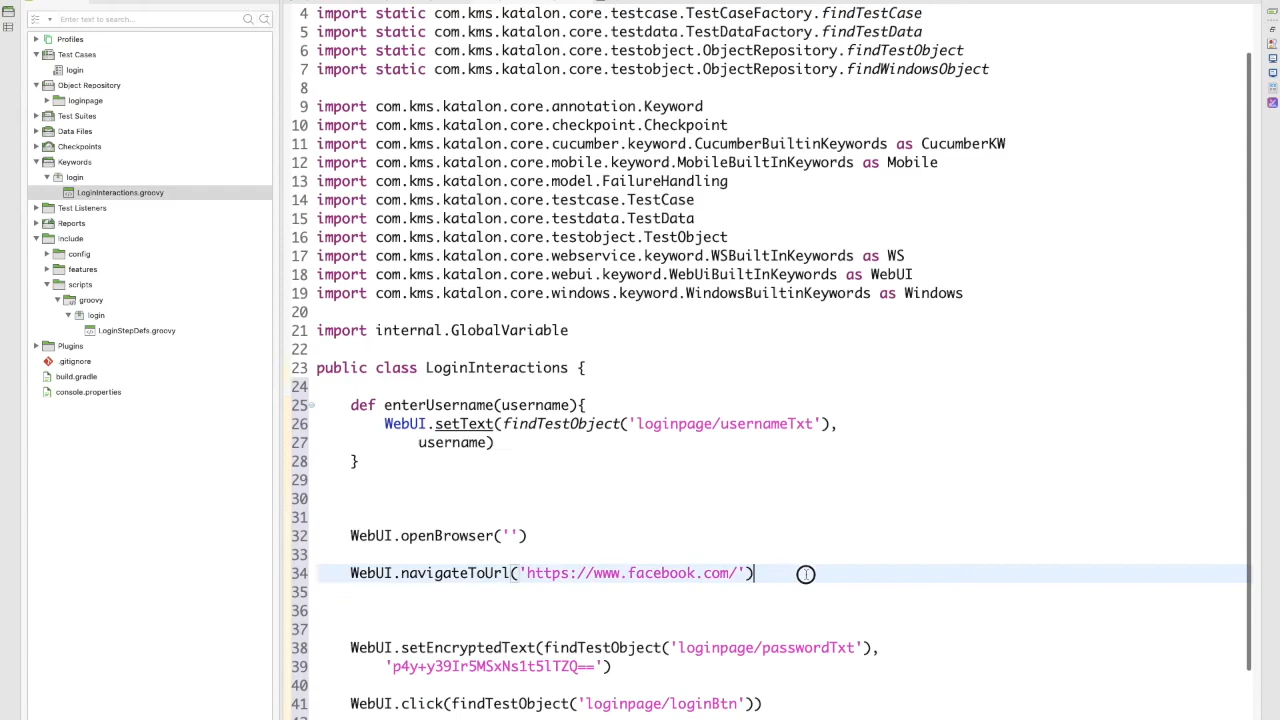 Enter text to search...
Profiles
Test Cases
login
Object Repository
loginpage
Test Suites
Data Files
Checkpoints
Keywords
login
LoginInteractions.groovy
Test Listeners
Reports
Include
config
features
scripts
groovy
login
LoginStepDefs.groovy
Plugins
.gitignore
build.gradle
console.properties
4 import static com.kms.katalon.core.testcase.TestCaseFactory.findTestCase
5 import static com.kms.katalon.core.testdata.TestDataFactory.findTestData
6 import static com.kms.katalon.core.testobject.ObjectRepository.findTestObject
7 import static com.kms.katalon.core.testobject.ObjectRepository.findWindowsObject
8
9 import com.kms.katalon.core.annotation.Keyword
10 import com.kms.katalon.core.checkpoint.Checkpoint
11 import com.kms.katalon.core.cucumber.keyword.CucumberBuiltinKeywords as CucumberKW
12 import com.kms.katalon.core.mobile.keyword.MobileBuiltInKeywords as Mobile
13 import com.kms.katalon.core.model.FailureHandling
14 import com.kms.katalon.core.testcase.TestCase
15 import com.kms.katalon.core.testdata.TestData
16 import com.kms.katalon.core.testobject.TestObject
17 import com.kms.katalon.core.webservice.keyword.WSBuiltInKeywords as WS
18 import com.kms.katalon.core.webui.keyword.WebUiBuiltInKeywords as WebUI
19 import com.kms.katalon.core.windows.keyword.WindowsBuiltinKeywords as Windows
20
21 import internal.GlobalVariable
22
23 public class LoginInteractions {
24
25 def enterUsername(username){
26 WebUI.setText(findTestObject('loginpage/usernameTxt'),
27 username)
28 }
29
30
31
32 WebUI.openBrowser('')
33
34 WebUI.navigateToUrl('https://www.facebook.com/')
35
36
37
38 WebUI.setEncryptedText(findTestObject('loginpage/passwordTxt'),
39 'p4y+y39Ir5MSxNs1t5lTZQ==')
40
41 WebUI.click(findTestObject('loginpage/loginBtn'))